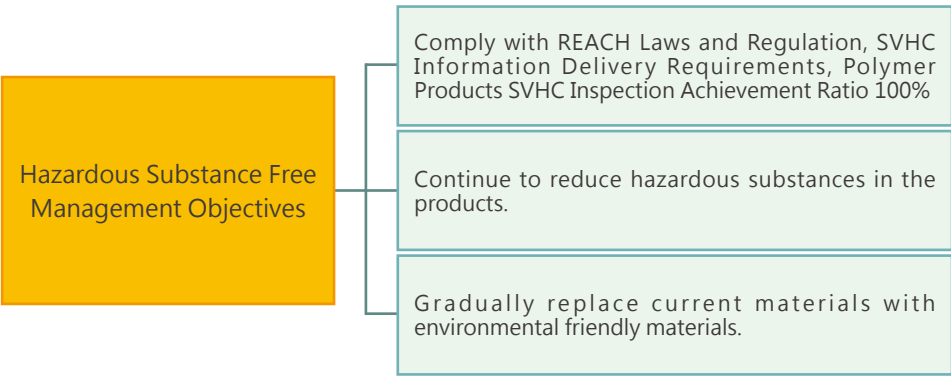 Hazardous Substance Free
Management Objectives
Comply with REACH Laws and Regulation, SVHC
Information Delivery Requirements, Polymer
Products SVHC Inspection Achievement Ratio 100%
Continue to reduce hazardous substances in the
products.
Gradually replace current materials with
environmental friendly materials.